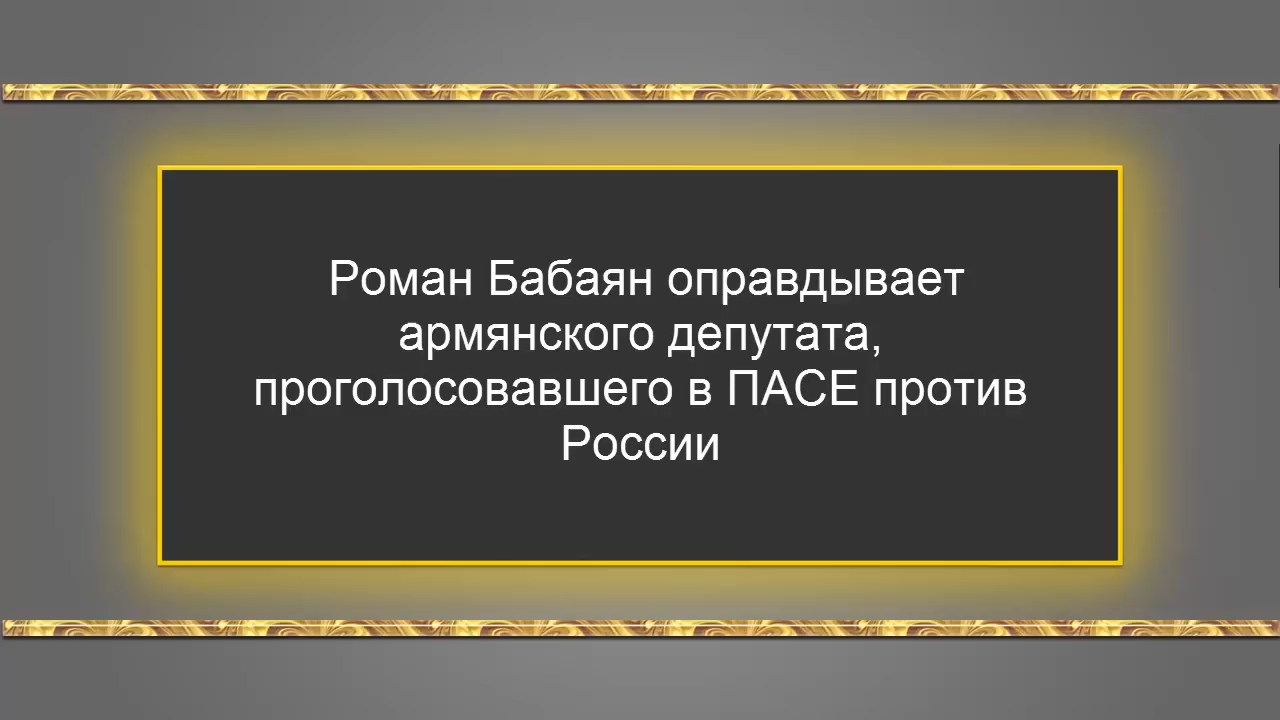 Роман Бабаян оправдывает
армянского депутата,
проголосовавшего в ПАСЕ против
России